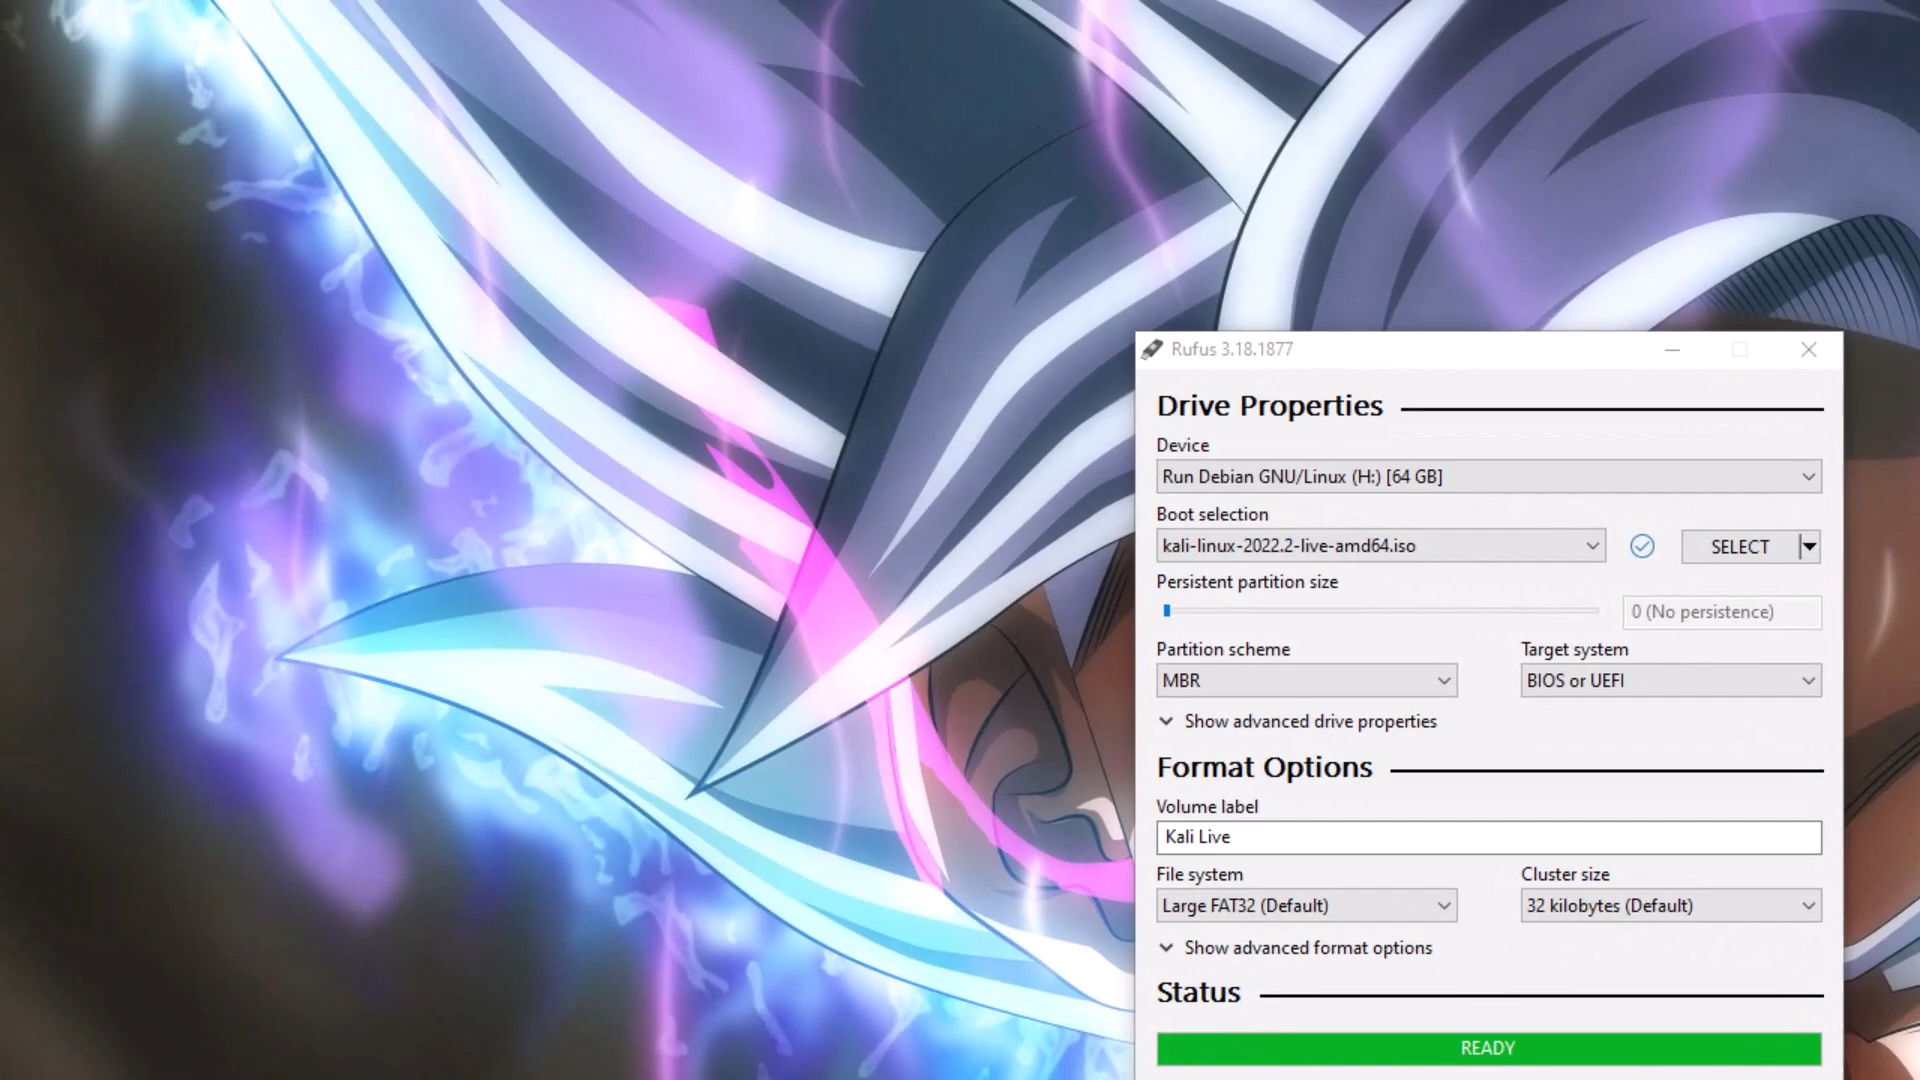 Rufus 3.18.1877
Drive Properties
Device
Run Debian GNU/Linux (H:) [64 GB]
Boot selection
kali-linux-2022.2-live-amd64.iso
SELECT
Persistent partition size
0 (No persistence)
Partition scheme
Target system
MBR
BIOS or UEFI
Show advanced drive properties
Format Options
Volume label
Kali Live
File system
Cluster size
Large FAT32 (Default)
32 kilobytes (Default)
Show advanced format options
Status
READY